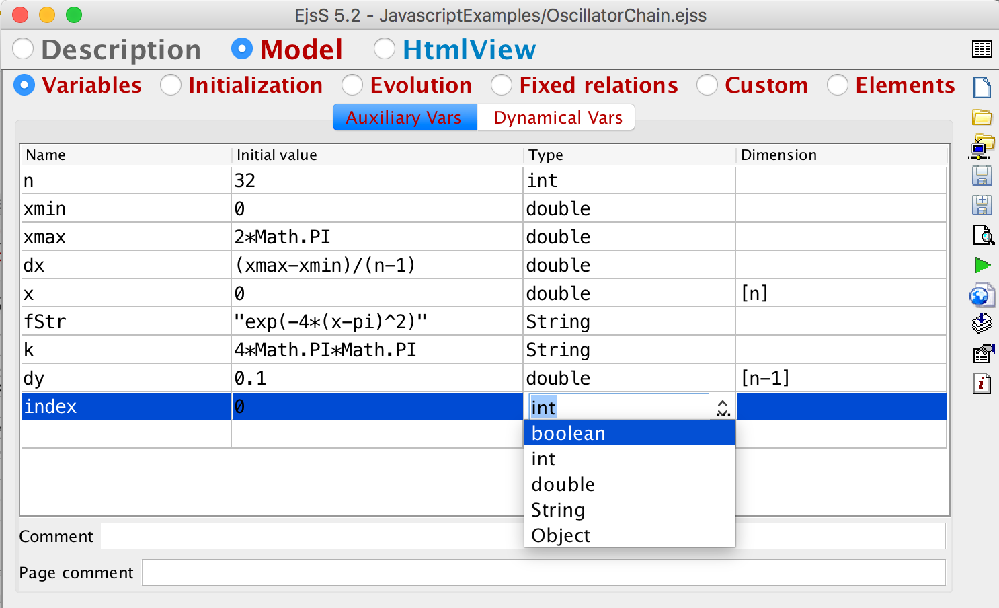 EjsS 5.2 - JavascriptExamples/OscillatorChain.ejss
Description Model HtmlView
Variables Initialization Evolution Fixed relations Custom Elements
Auxiliary Vars Dynamical Vars
Name Initial value Type Dimension
n 32 int
xmin 0 double
xmax 2*Math.PI double
dx (xmax-xmin)/(n-1) double
x 0 double [n]
fStr "exp(-4*(x-pi)^2)" String
k 4*Math.PI*Math.PI String
dy 0.1 double [n-1]
index 0 int
boolean
int
double
String
Object
Comment
Page comment